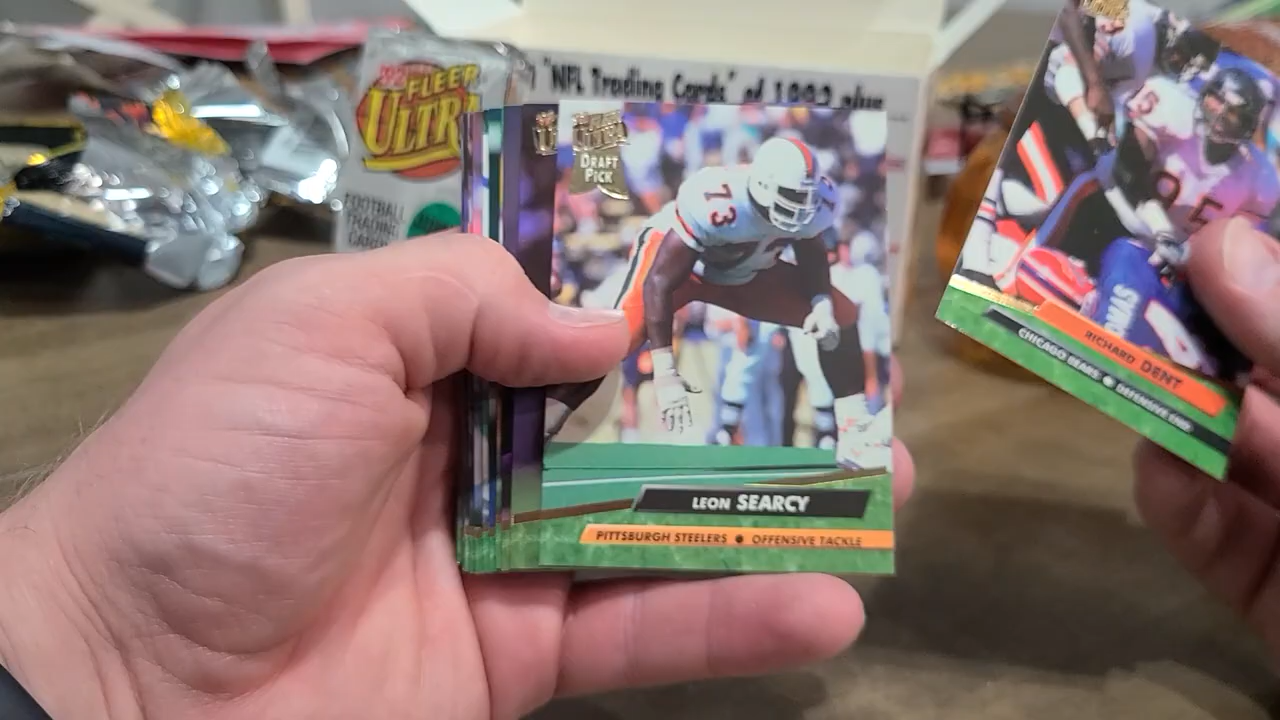 "NFL Trading Cards" of 1992
'92 FLEER
ULTRA
FOOTBALL
TRADING
CARDS
ULTRA
DRAFT
PICK
73
LEON SEARCY
PITTSBURGH STEELERS ● OFFENSIVE TACKLE
95
RICHARD DENT
CHICAGO BEARS ● DEFENSIVE END